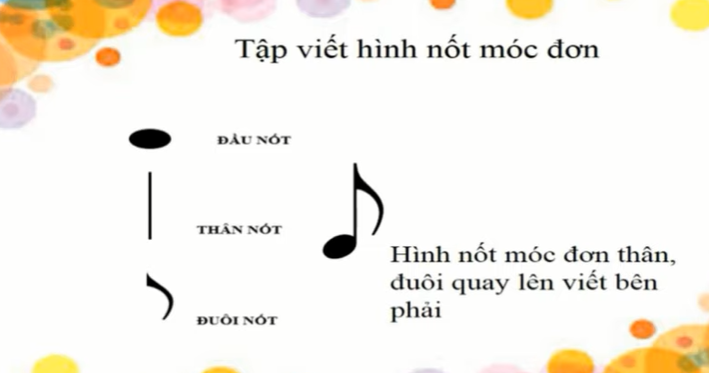 Tập viết hình nốt móc đơn
ĐẦU NỐT
THÂN NỐT
ĐUÔI NỐT
Hình nốt móc đơn thân,
đuôi quay lên viết bên
phải